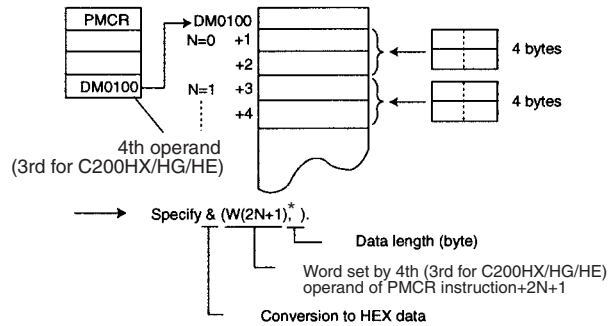 PMCR
DM0100
N=0 +1
+2
4 bytes
DM0100
N=1 +3
+4
4 bytes
4th operand
(3rd for C200HX/HG/HE)
Specify & (W(2N+1),*).
Data length (byte)
Word set by 4th (3rd for C200HX/HG/HE)
operand of PMCR instruction+2N+1
Conversion to HEX data